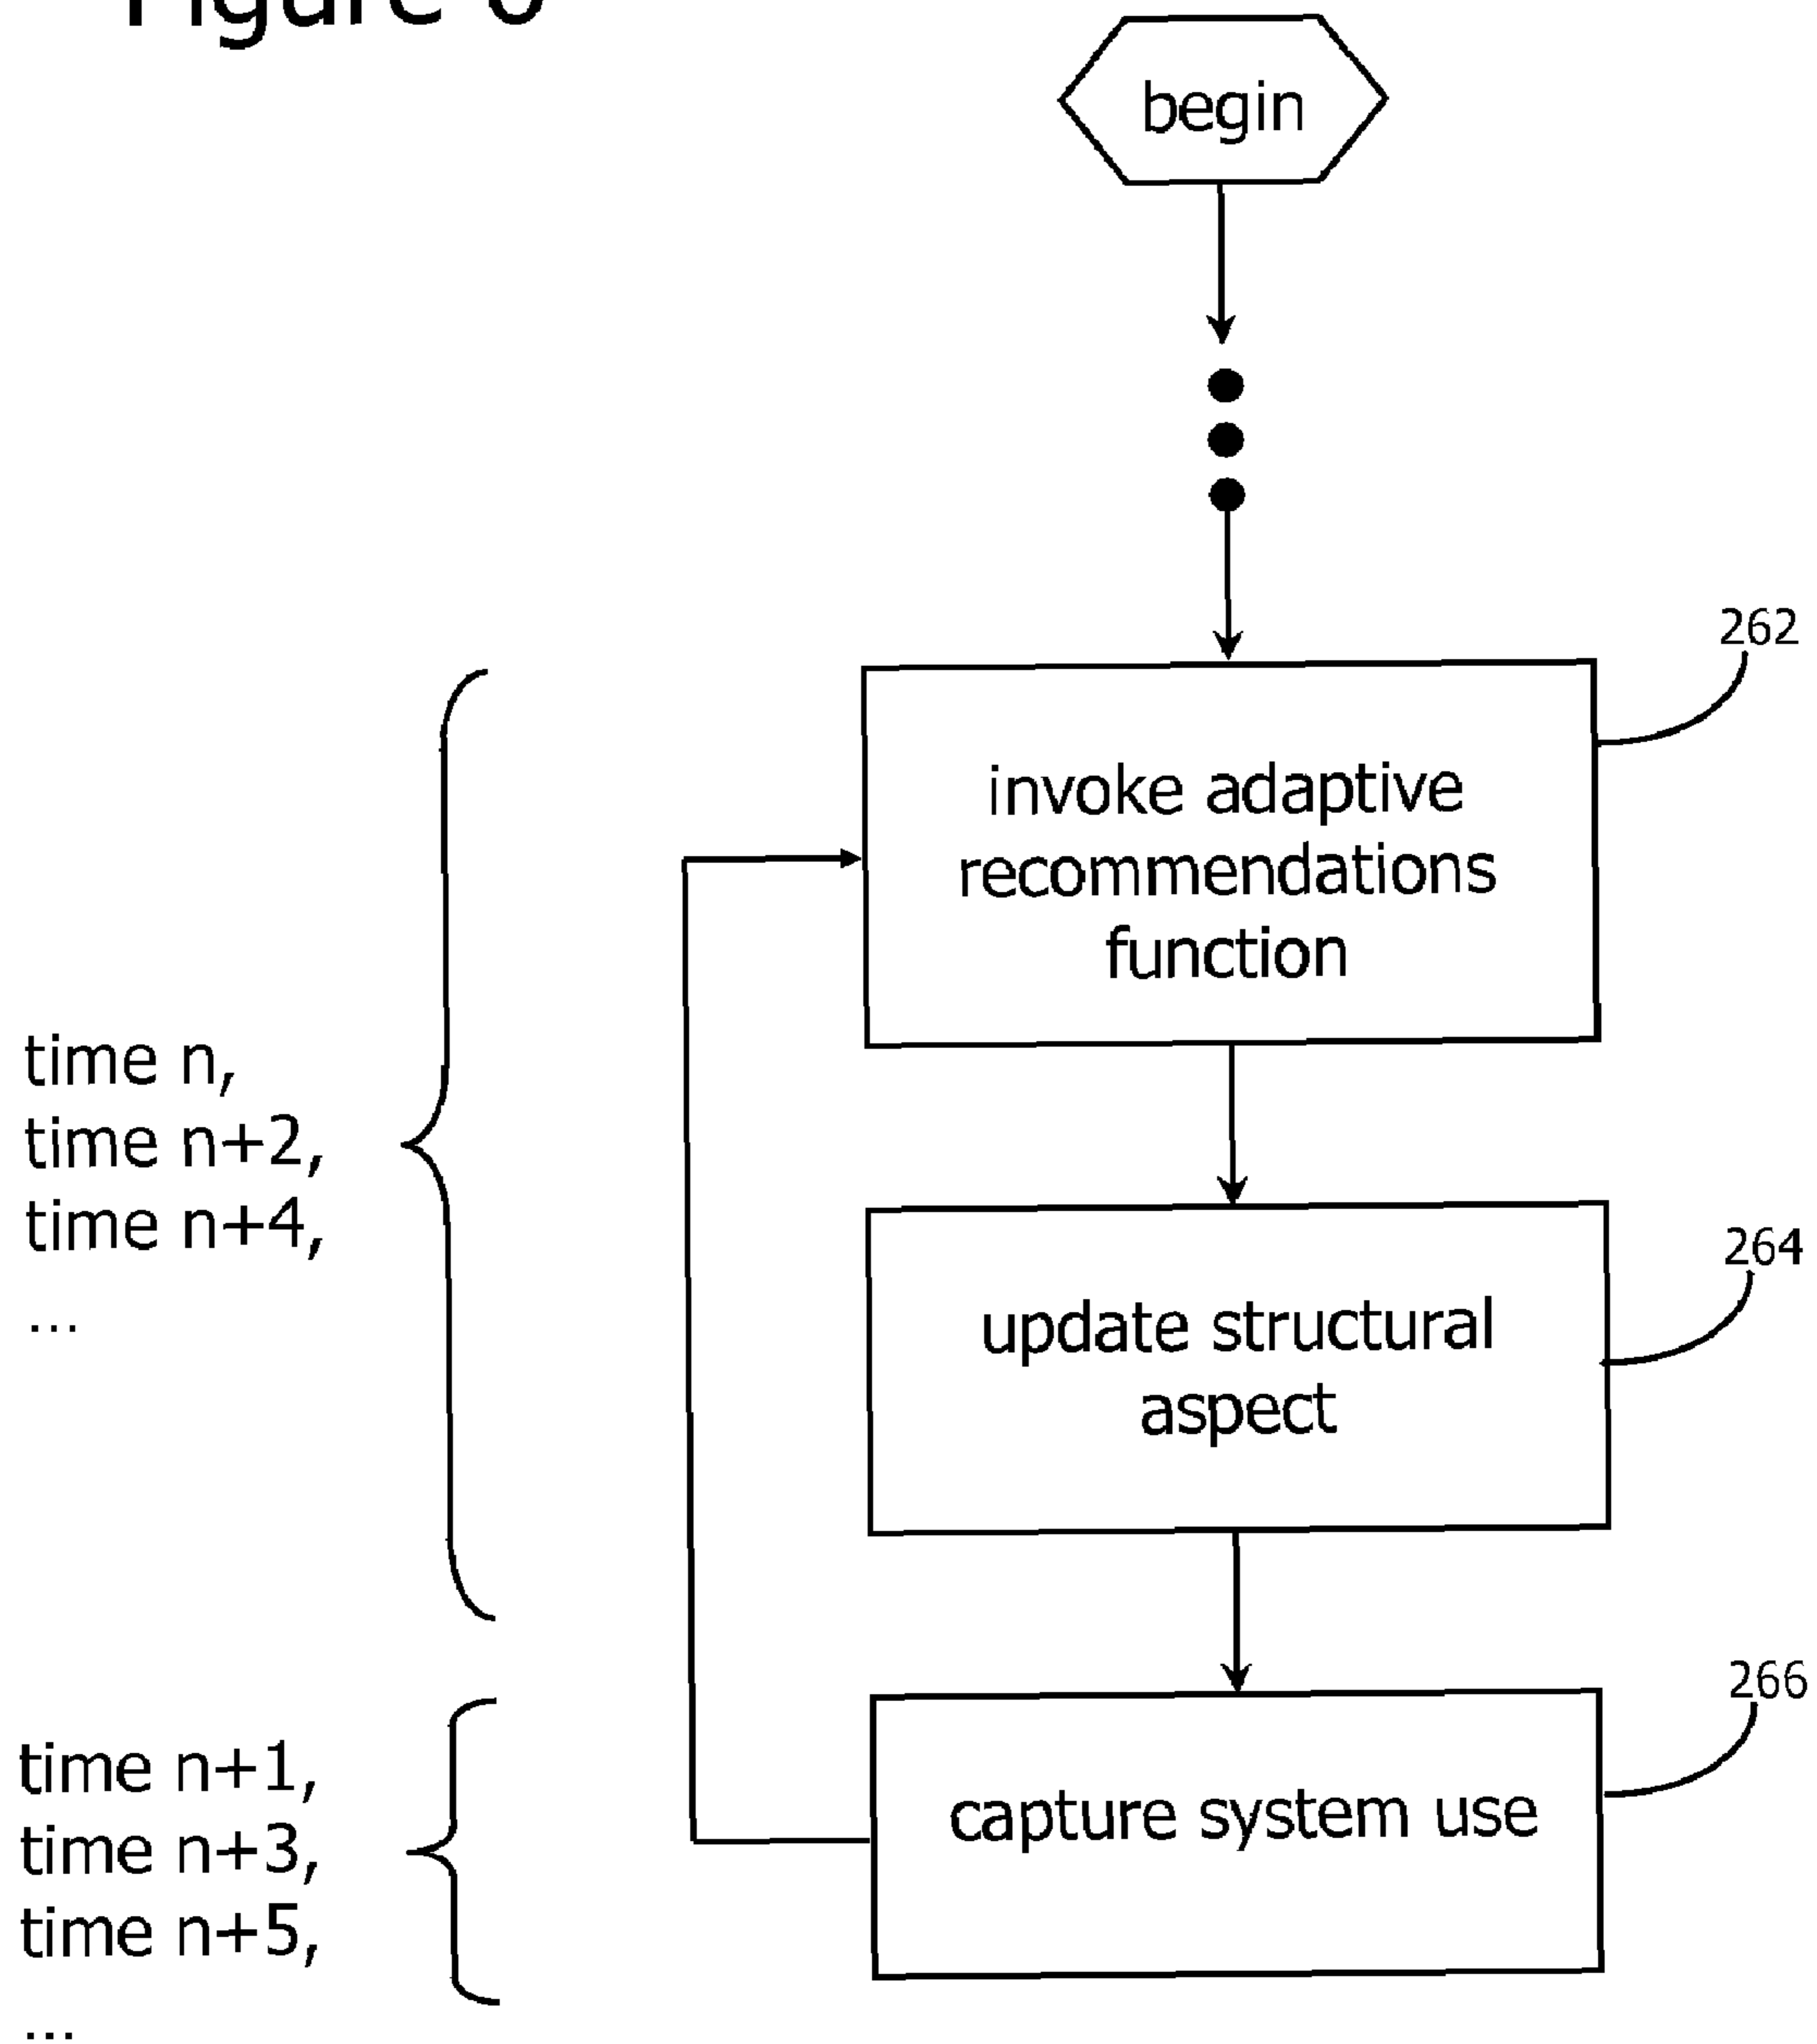 Figure
begin
262
invoke adaptive
recommendations
function
time n,
time n+2,
time n+4,
...
264
update structural
aspect
266
capture system use
time n+1,
time n+3,
time n+5,
...